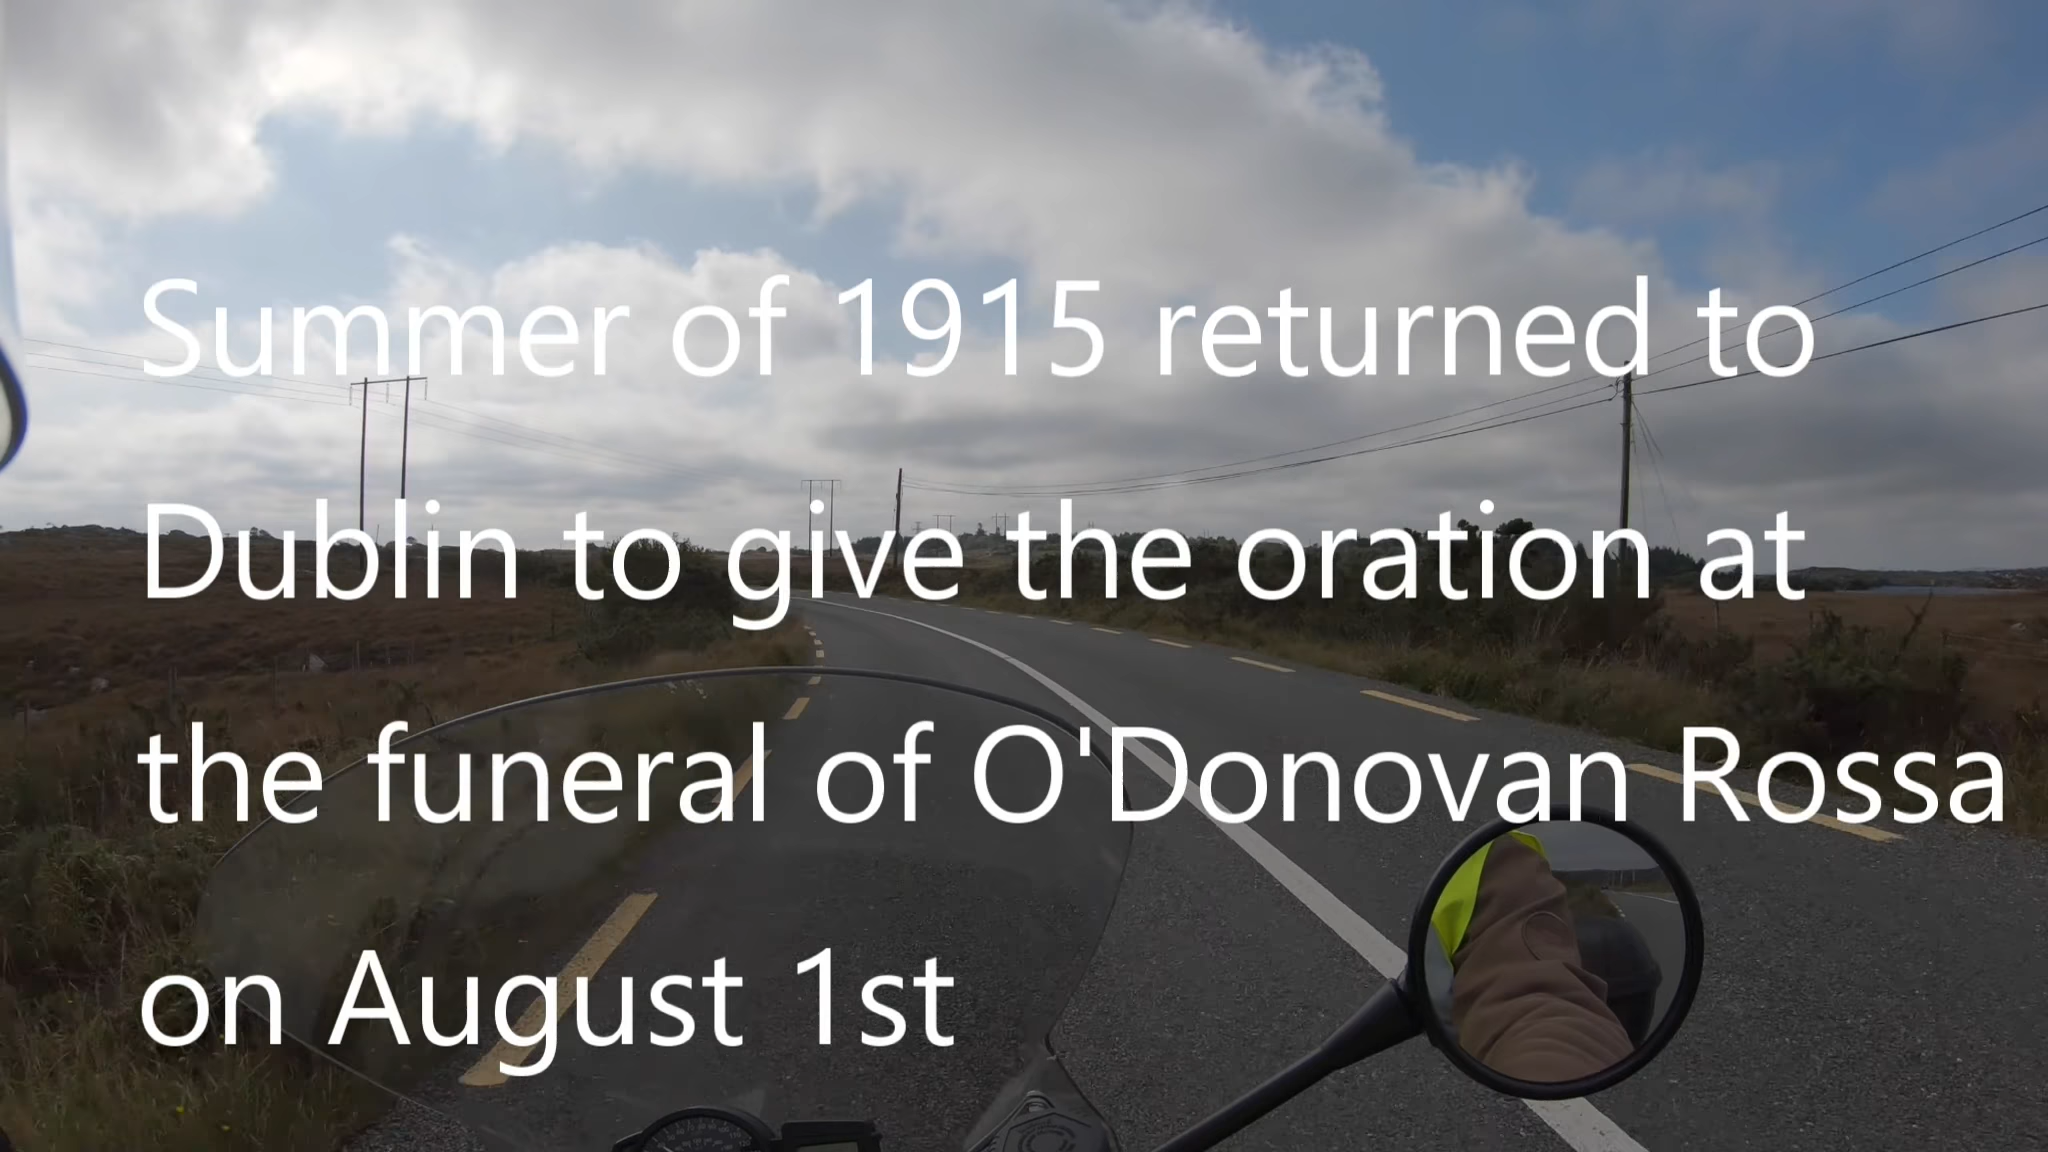 Summer of 1915 returned to
Dublin to give the oration at
the funeral of O'Donovan Rossa
on August 1st